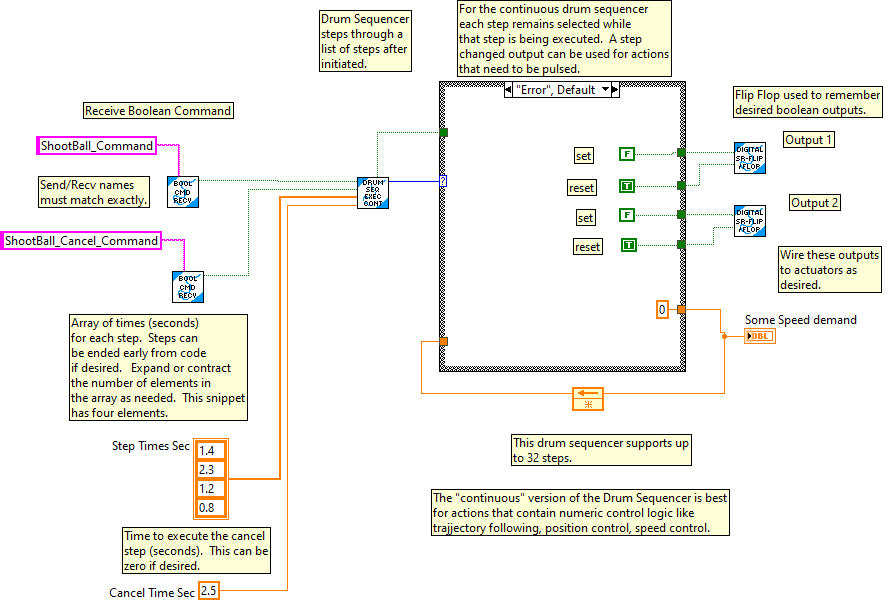 Drum Sequencer
steps through a
list of steps after
initiated.
For the continuous drum sequencer
each step remains selected while
that step is being executed.  A step
changed output can be used for actions
that need to be pulsed.
"Error", Default
Flip Flop used to remember
desired boolean outputs.
Receive Boolean Command
ShootBall_Command
Send/Recv names
must match exactly.
BOOL
CMD
RECV
DRUM
SEQ
EXEC
CONT
?
set
F
reset
T
set
F
reset
T
DIGITAL
SR-FLIP
FLOP
Output 1
DIGITAL
SR-FLIP
FLOP
Output 2
ShootBall_Cancel_Command
BOOL
CMD
RECV
Wire these outputs
to actuators as
desired.
0
Some Speed demand
DBL
Array of times (seconds)
for each step.  Steps can
be ended early from code
if desired.   Expand or contract
the number of elements in
the array as needed.  This snippet
has four elements.
Step Times Sec
1.4
2.3
1.2
0.8
This drum sequencer supports up
to 32 steps.
The "continuous" version of the Drum Sequencer is best
for actions that contain numeric control logic like
trajjectory following, position control, speed control.
Time to execute the cancel
step (seconds).  This can be
zero if desired.
Cancel Time Sec
2.5